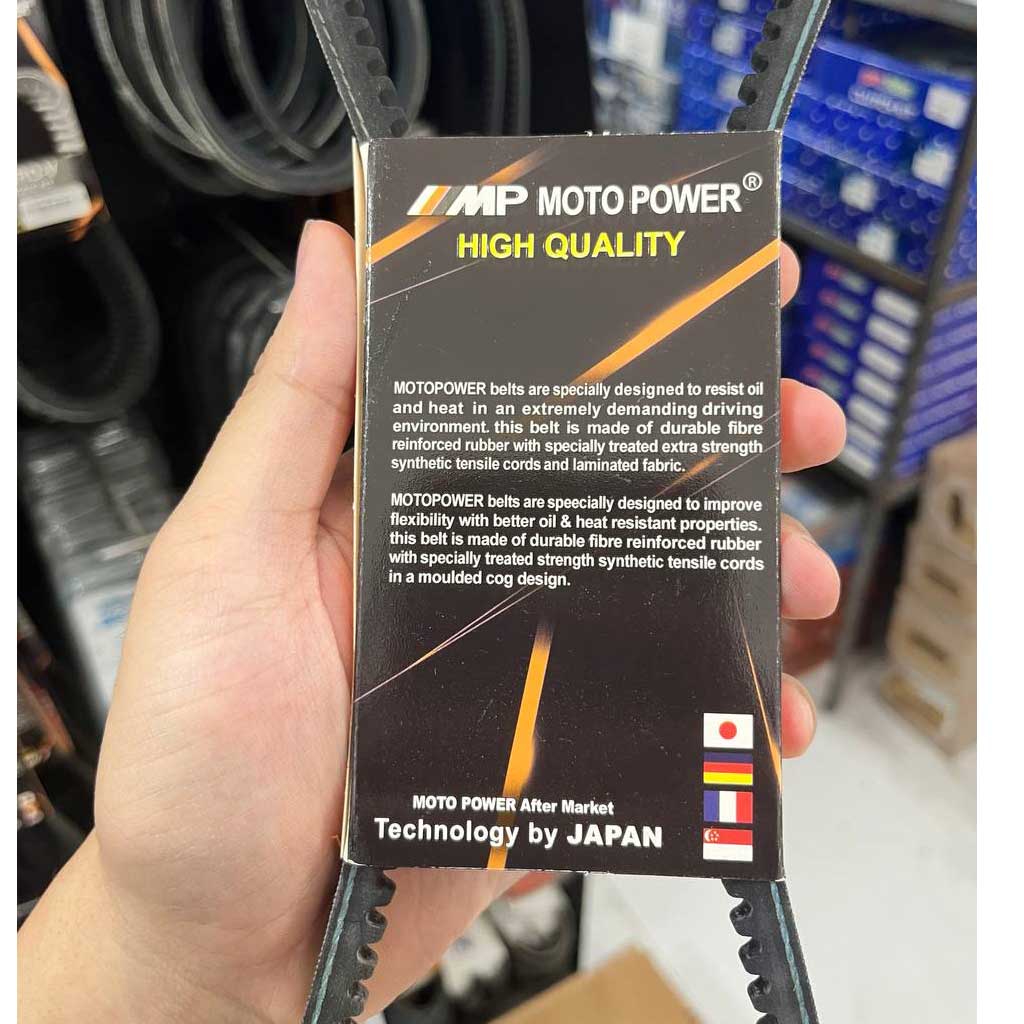 MP MOTO POWER®
HIGH QUALITY
MOTOPOWER belts are specially designed to resist oil
and heat in an extremely demanding driving
environment. this belt is made of durable fibre
reinforced rubber with specially treated extra strength
synthetic tensile cords and laminated fabric.
MOTOPOWER belts are speecially designed to improve
flexibility with better oil & heat resistant properties.
this belt is made of durable fibre reinforced rubber
with specially treated strength synthetic tensile cords
in a moulded cog design.
MOTO POWER After Market
Technology by JAPAN